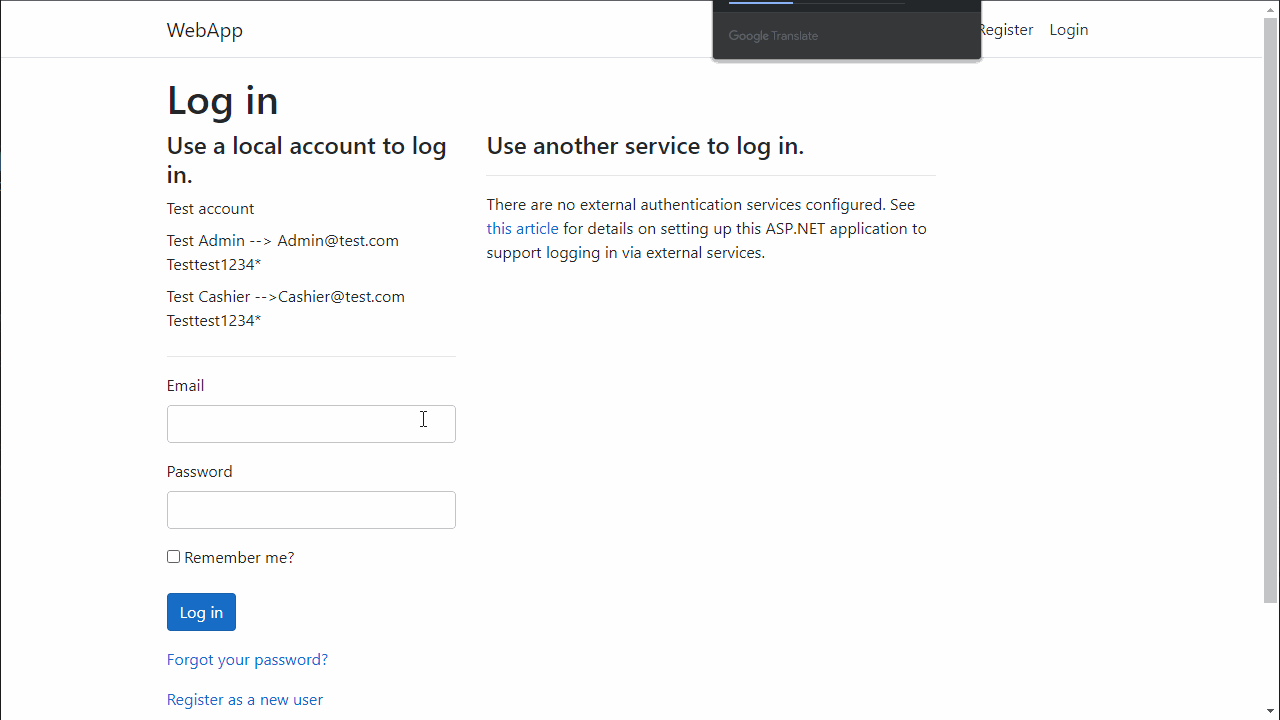 WebApp
Google Translate
Register Login
Log in
Use a local account to log
in.
Test account
Test Admin --> Admin@test.com
Testtest1234*
Test Cashier -->Cashier@test.com
Testtest1234*
Email
Password
Remember me?
Log in
Forgot your password?
Register as a new user
Use another service to log in.
There are no external authentication services configured. See
this article for details on setting up this ASP.NET application to
support logging in via external services.